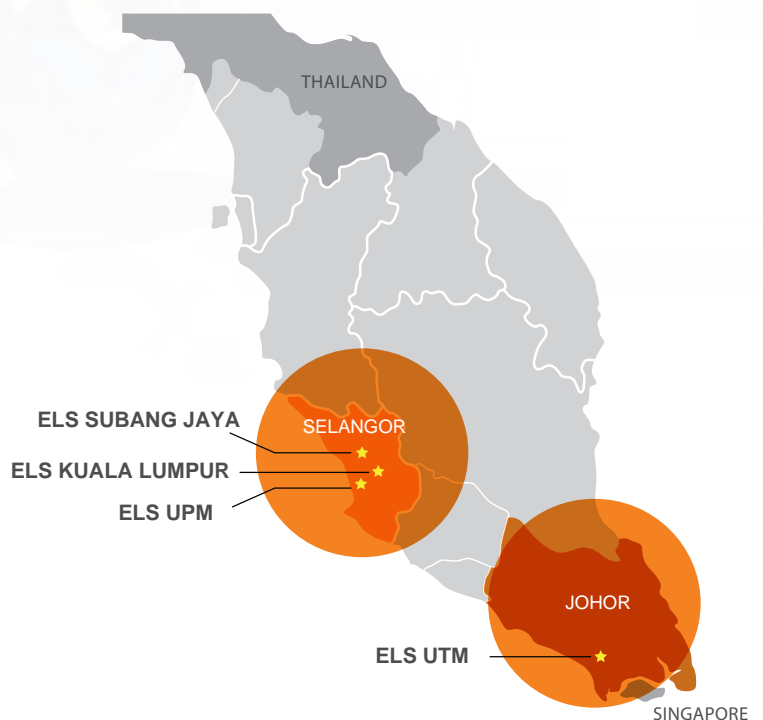 THAILAND
ELS SUBANG JAYA
SELANGOR
ELS KUALA LUMPUR
ELS UPM
JOHOR
ELS UTM
SINGAPORE